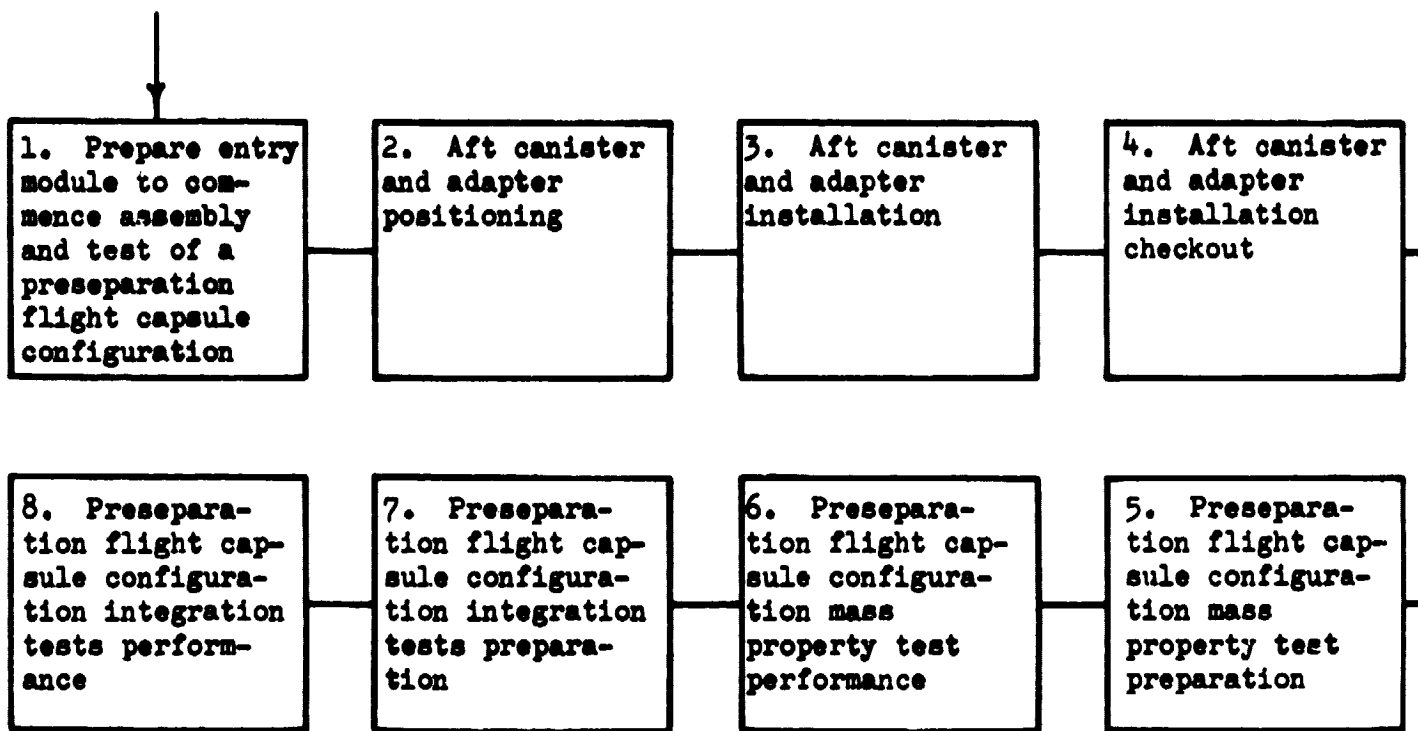 1. Prepare entry
module to com-
mence assembly
and test of a
preseparation
flight capsule
configuration
2. Aft canister
and adapter
positioning
3. Aft canister
and adapter
installation
4. Aft canister
and adapter
installation
checkout
8. Presepara-
tion flight cap-
sule configura-
tion integration
tests perform-
ance
7. Presepara-
tion flight cap-
sule configura-
tion integration
tests prepara-
tion
6. Presepara-
tion flight cap-
sule configura-
tion mass
property test
performance
5. Presepara-
tion flight cap-
sule configura-
tion mass
property test
preparation